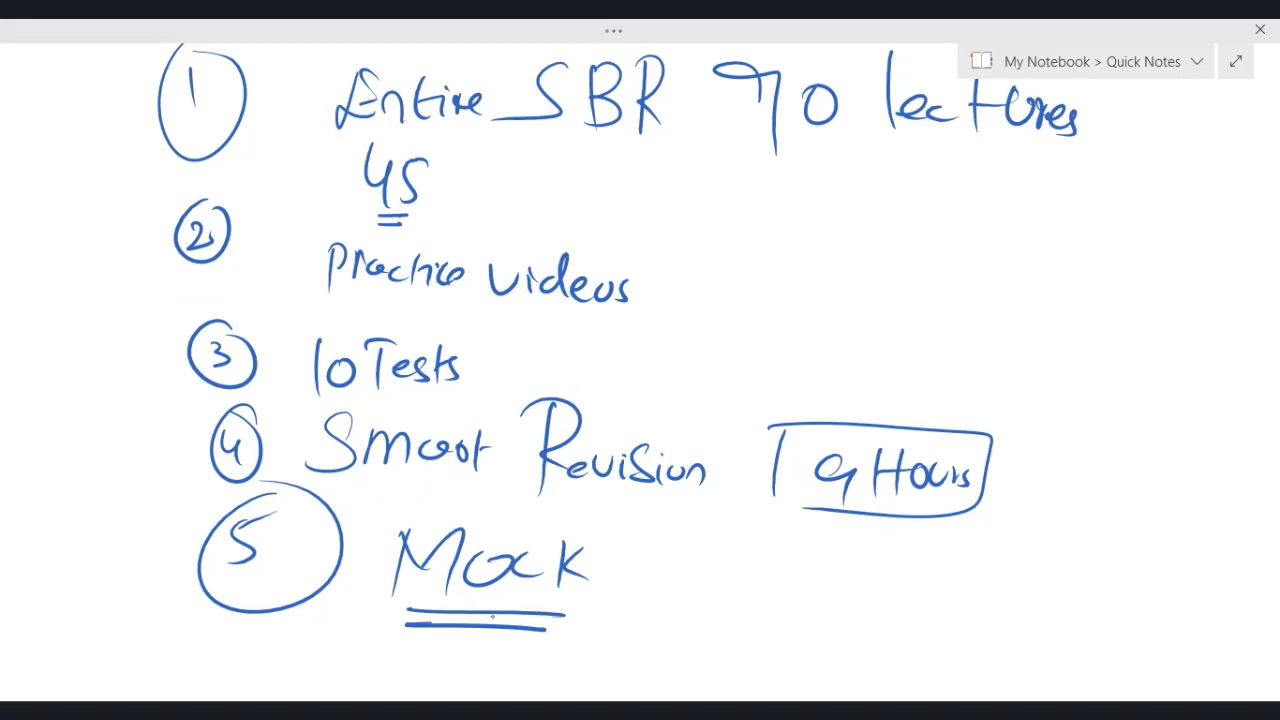 ... My Notebook > Quick Notes
1 Entire SBR lectures
45
2 Practice videos
3 10 Tests
4 Smart Revision 9 Hours
5 Mock